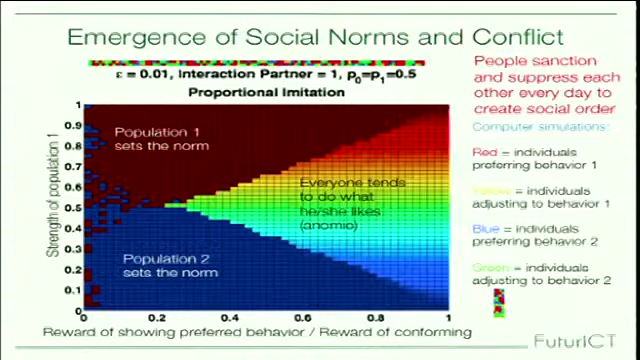 Emergence of Social Norms and Conflict
ε = 0.01, Interaction Partner = 1, p0=p1=0.5
Proportional Imitation
Strength of population 1
1
0.9
0.8
0.7
0.6
0.5
0.4
0.3
0.2
0.1
0
Population 1
sets the norm
Everyone tends
to do what
he/she likes
(anomio)
Population 2
sets the norm
0 0.2 0.4 0.6 0.8 1
Reward of showing preferred behavior / Reward of conforming
People sanction
and suppress each
other every day to
create social order
Computer simulations:
Red = individuals
preferring behavior 1
Yellow = individuals
adjusting to behavior 1
Blue = individuals
preferring behavior 2
Green = individuals
adjusting to behavior 2
FuturICT